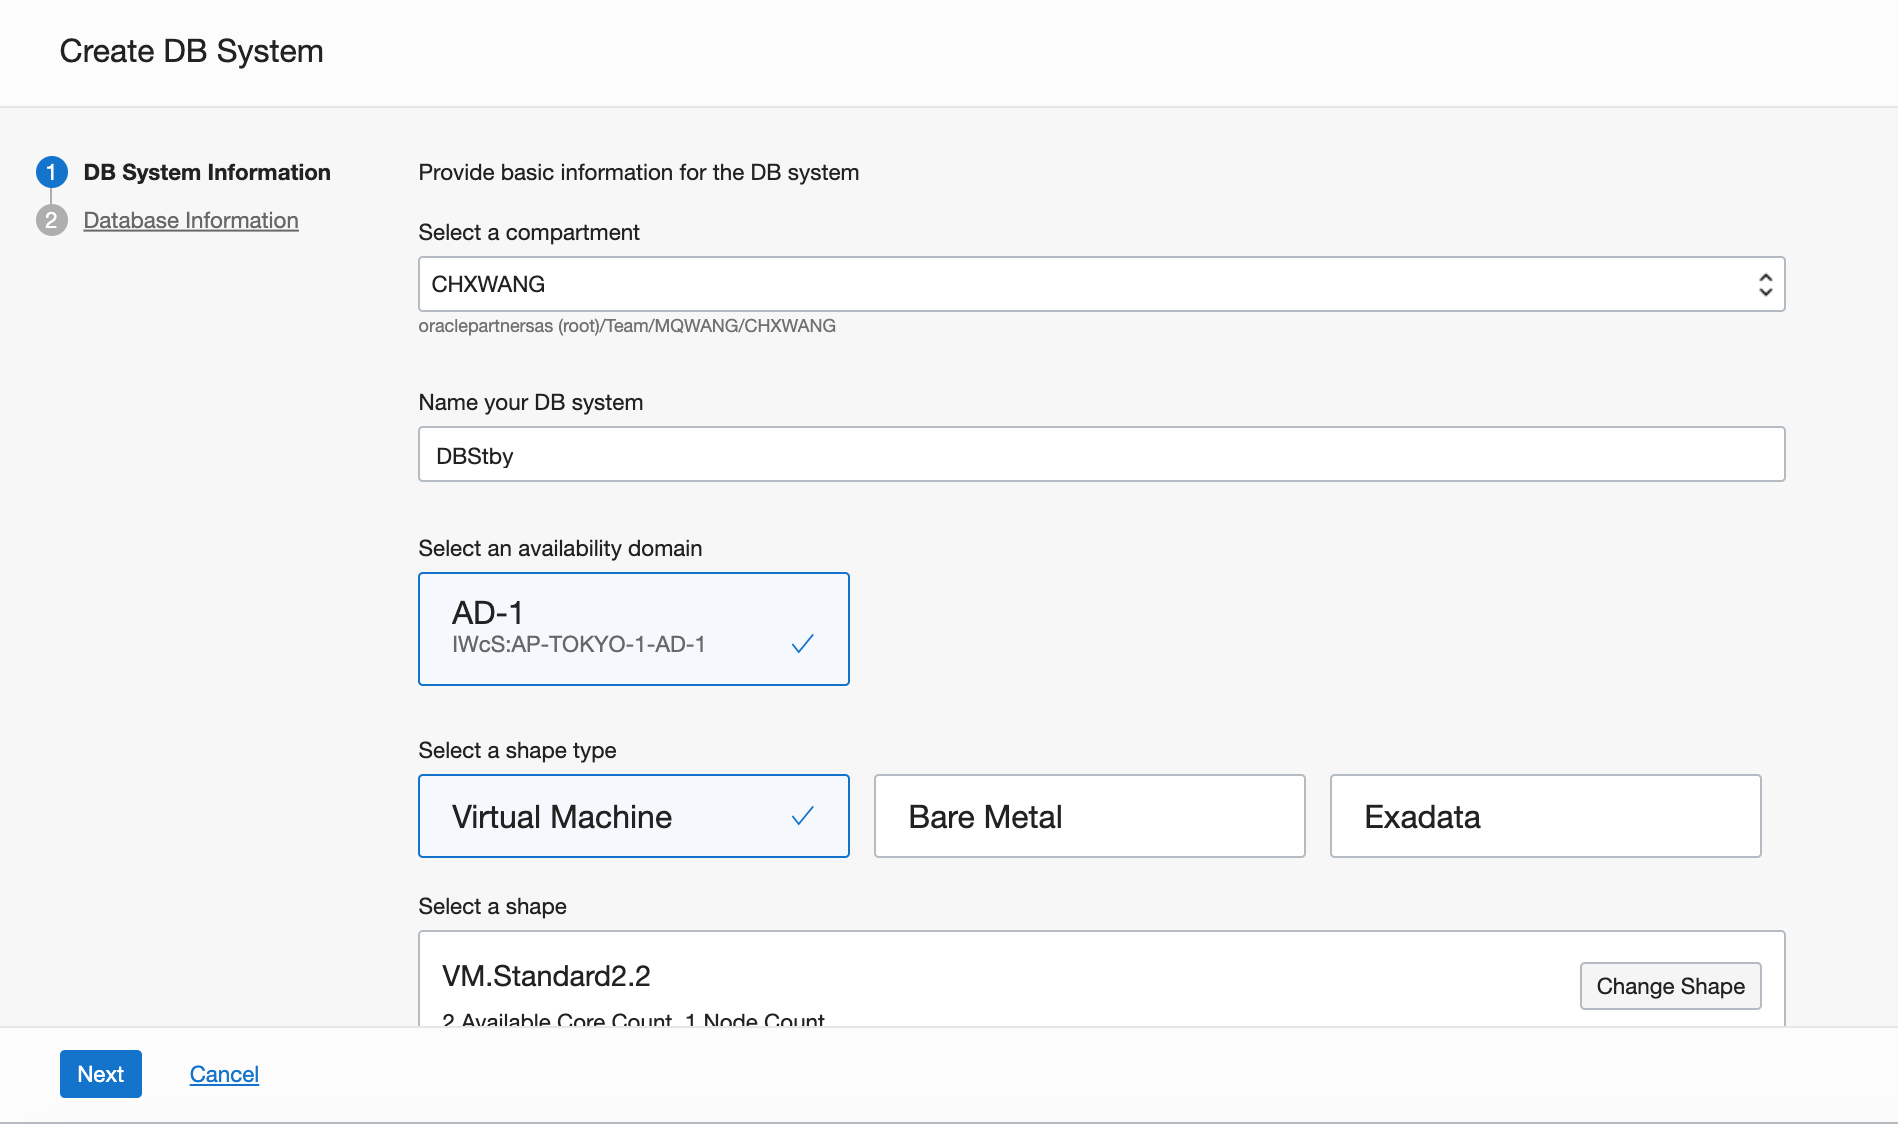 Create DB System
1 DB System Information
2 Database Information
Provide basic information for the DB system
Select a compartment
CHXWANG
oraclepartnersas (root)/Team/MQWANG/CHXWANG
Name your DB system
DBStby
Select an availability domain
AD-1
IWcS:AP-TOKYO-1-AD-1
Select a shape type
Virtual Machine
Bare Metal
Exadata
Select a shape
VM.Standard2.2
Change Shape
2 Available Core Count, 1 Node Count
Next
Cancel